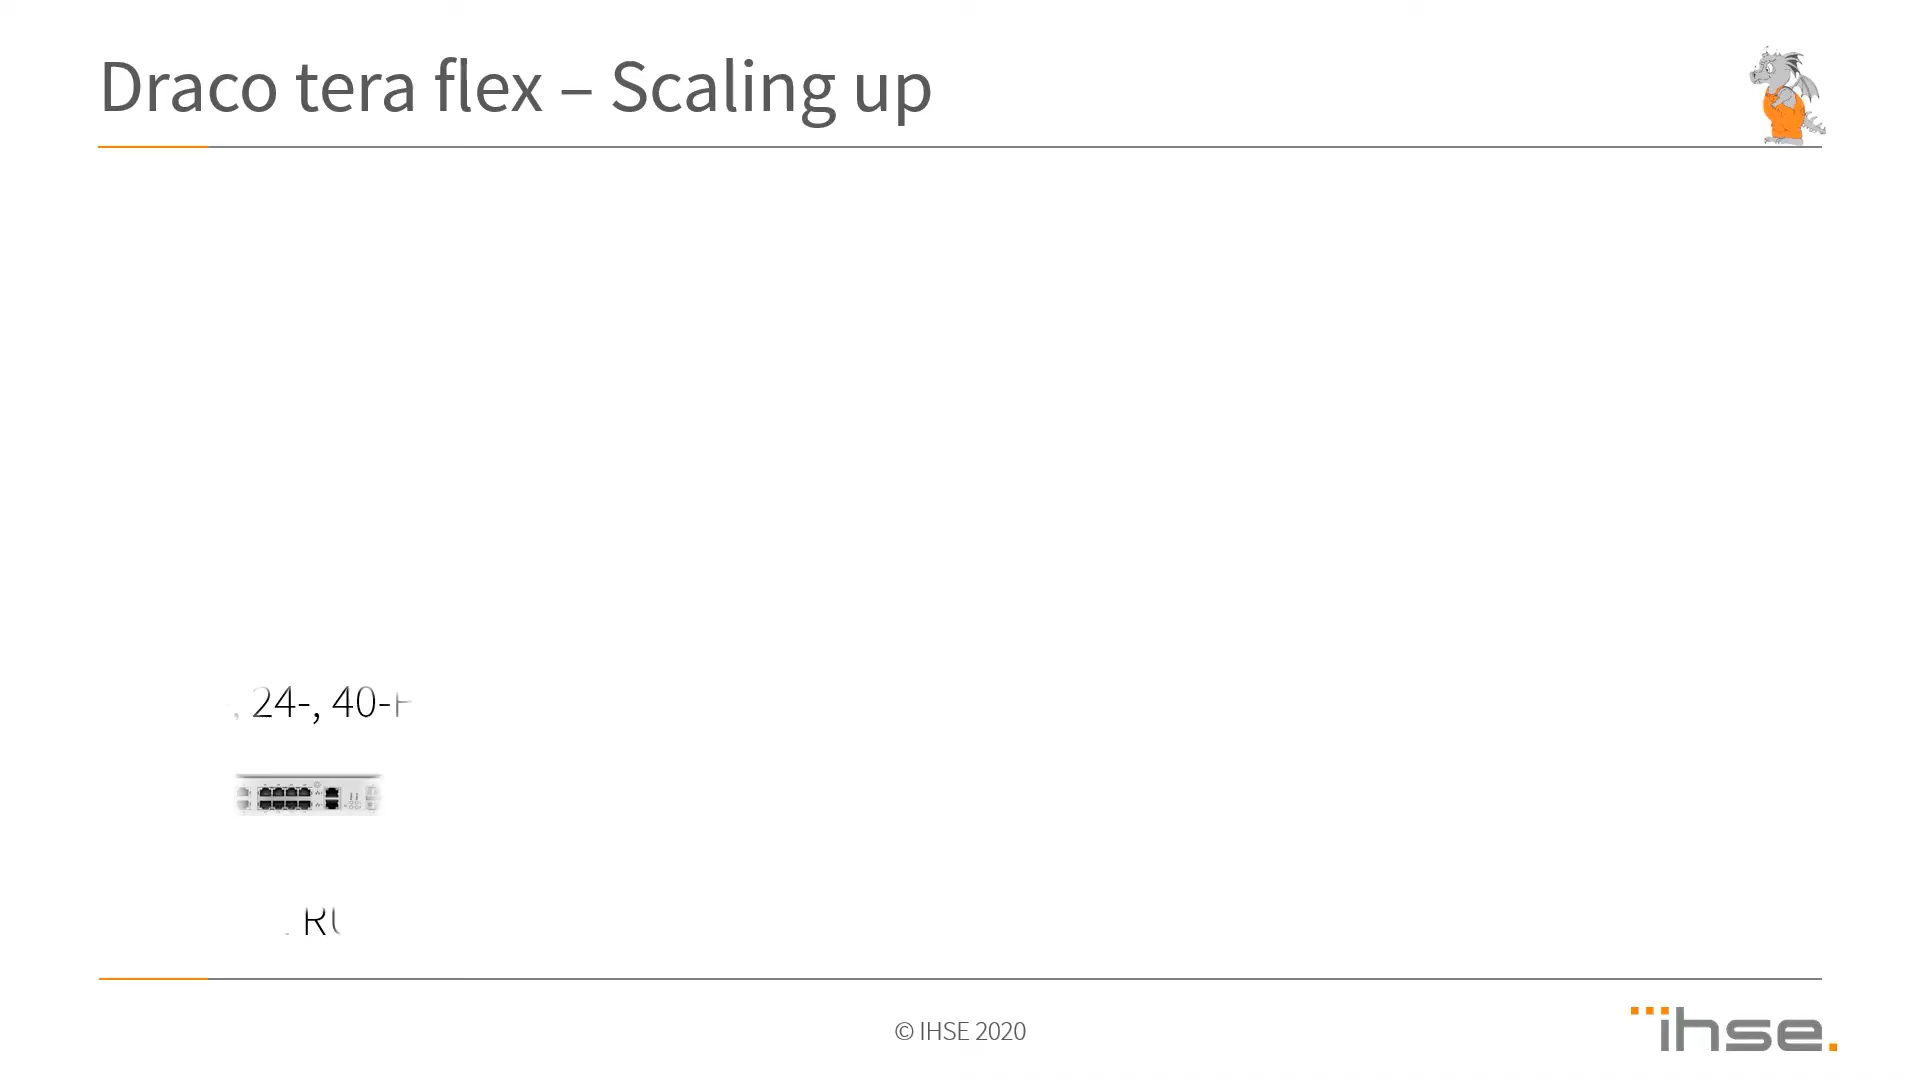 Draco tera flex – Scaling up
24-, 40-
© IHSE 2020
ihse.